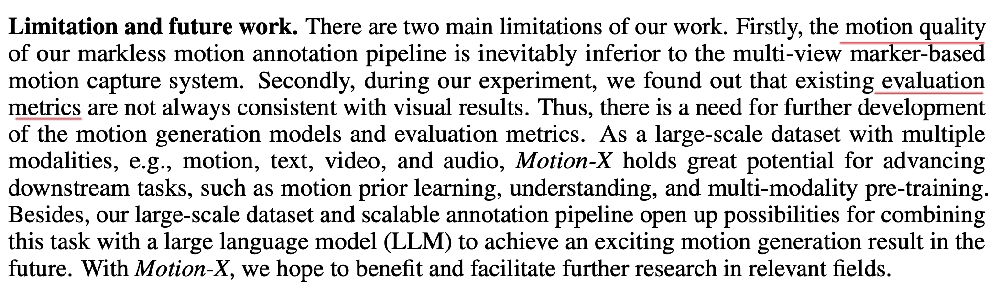 Limitation and future work. There are two main limitations of our work. Firstly, the motion quality
of our markless motion annotation pipeline is inevitably inferior to the multi-view marker-based
motion capture system. Secondly, during our experiment, we found out that existing evaluation
metrics are not always consistent with visual results. Thus, there is a need for further development
of the motion generation models and evaluation metrics. As a large-scale dataset with multiple
modalities, e.g., motion, text, video, and audio, Motion-X holds great potential for advancing
downstream tasks, such as motion prior learning, understanding, and multi-modality pre-training.
Besides, our large-scale dataset and scalable annotation pipeline open up possibilities for combining
this task with a large language model (LLM) to achieve an exciting motion generation result in the
future. With Motion-X, we hope to benefit and facilitate further research in relevant fields.